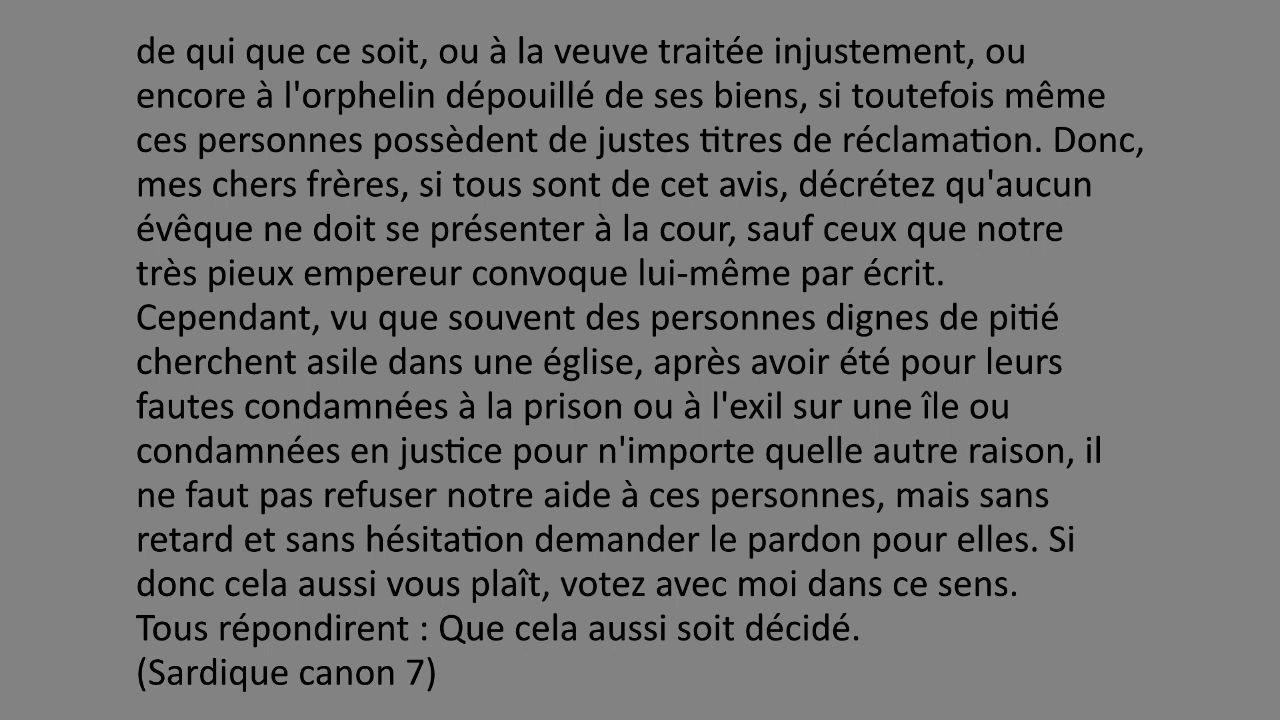 de qui que ce soit, ou à la veuve traitée injustement, ou
encore à l'orphelin dépouillé de ses biens, si toutefois même
ces personnes possèdent de justes titres de réclamation. Donc,
mes chers frères, si tous sont de cet avis, décrétez qu'aucun
évêque ne doit se présenter à la cour, sauf ceux que notre
très pieux empereur convoque lui-même par écrit.
Cependant, vu que souvent des personnes dignes de pitié
cherchent asile dans une église, après avoir été pour leurs
fautes condamnées à la prison ou à l'exil sur une île ou
condamnées en justice pour n'importe quelle autre raison, il
ne faut pas refuser notre aide à ces personnes, mais sans
retard et sans hésitation demander le pardon pour elles. Si
donc cela aussi vous plaît, votez avec moi dans ce sens.
Tous répondirent : Que cela aussi soit décidé.
(Sardique canon 7)